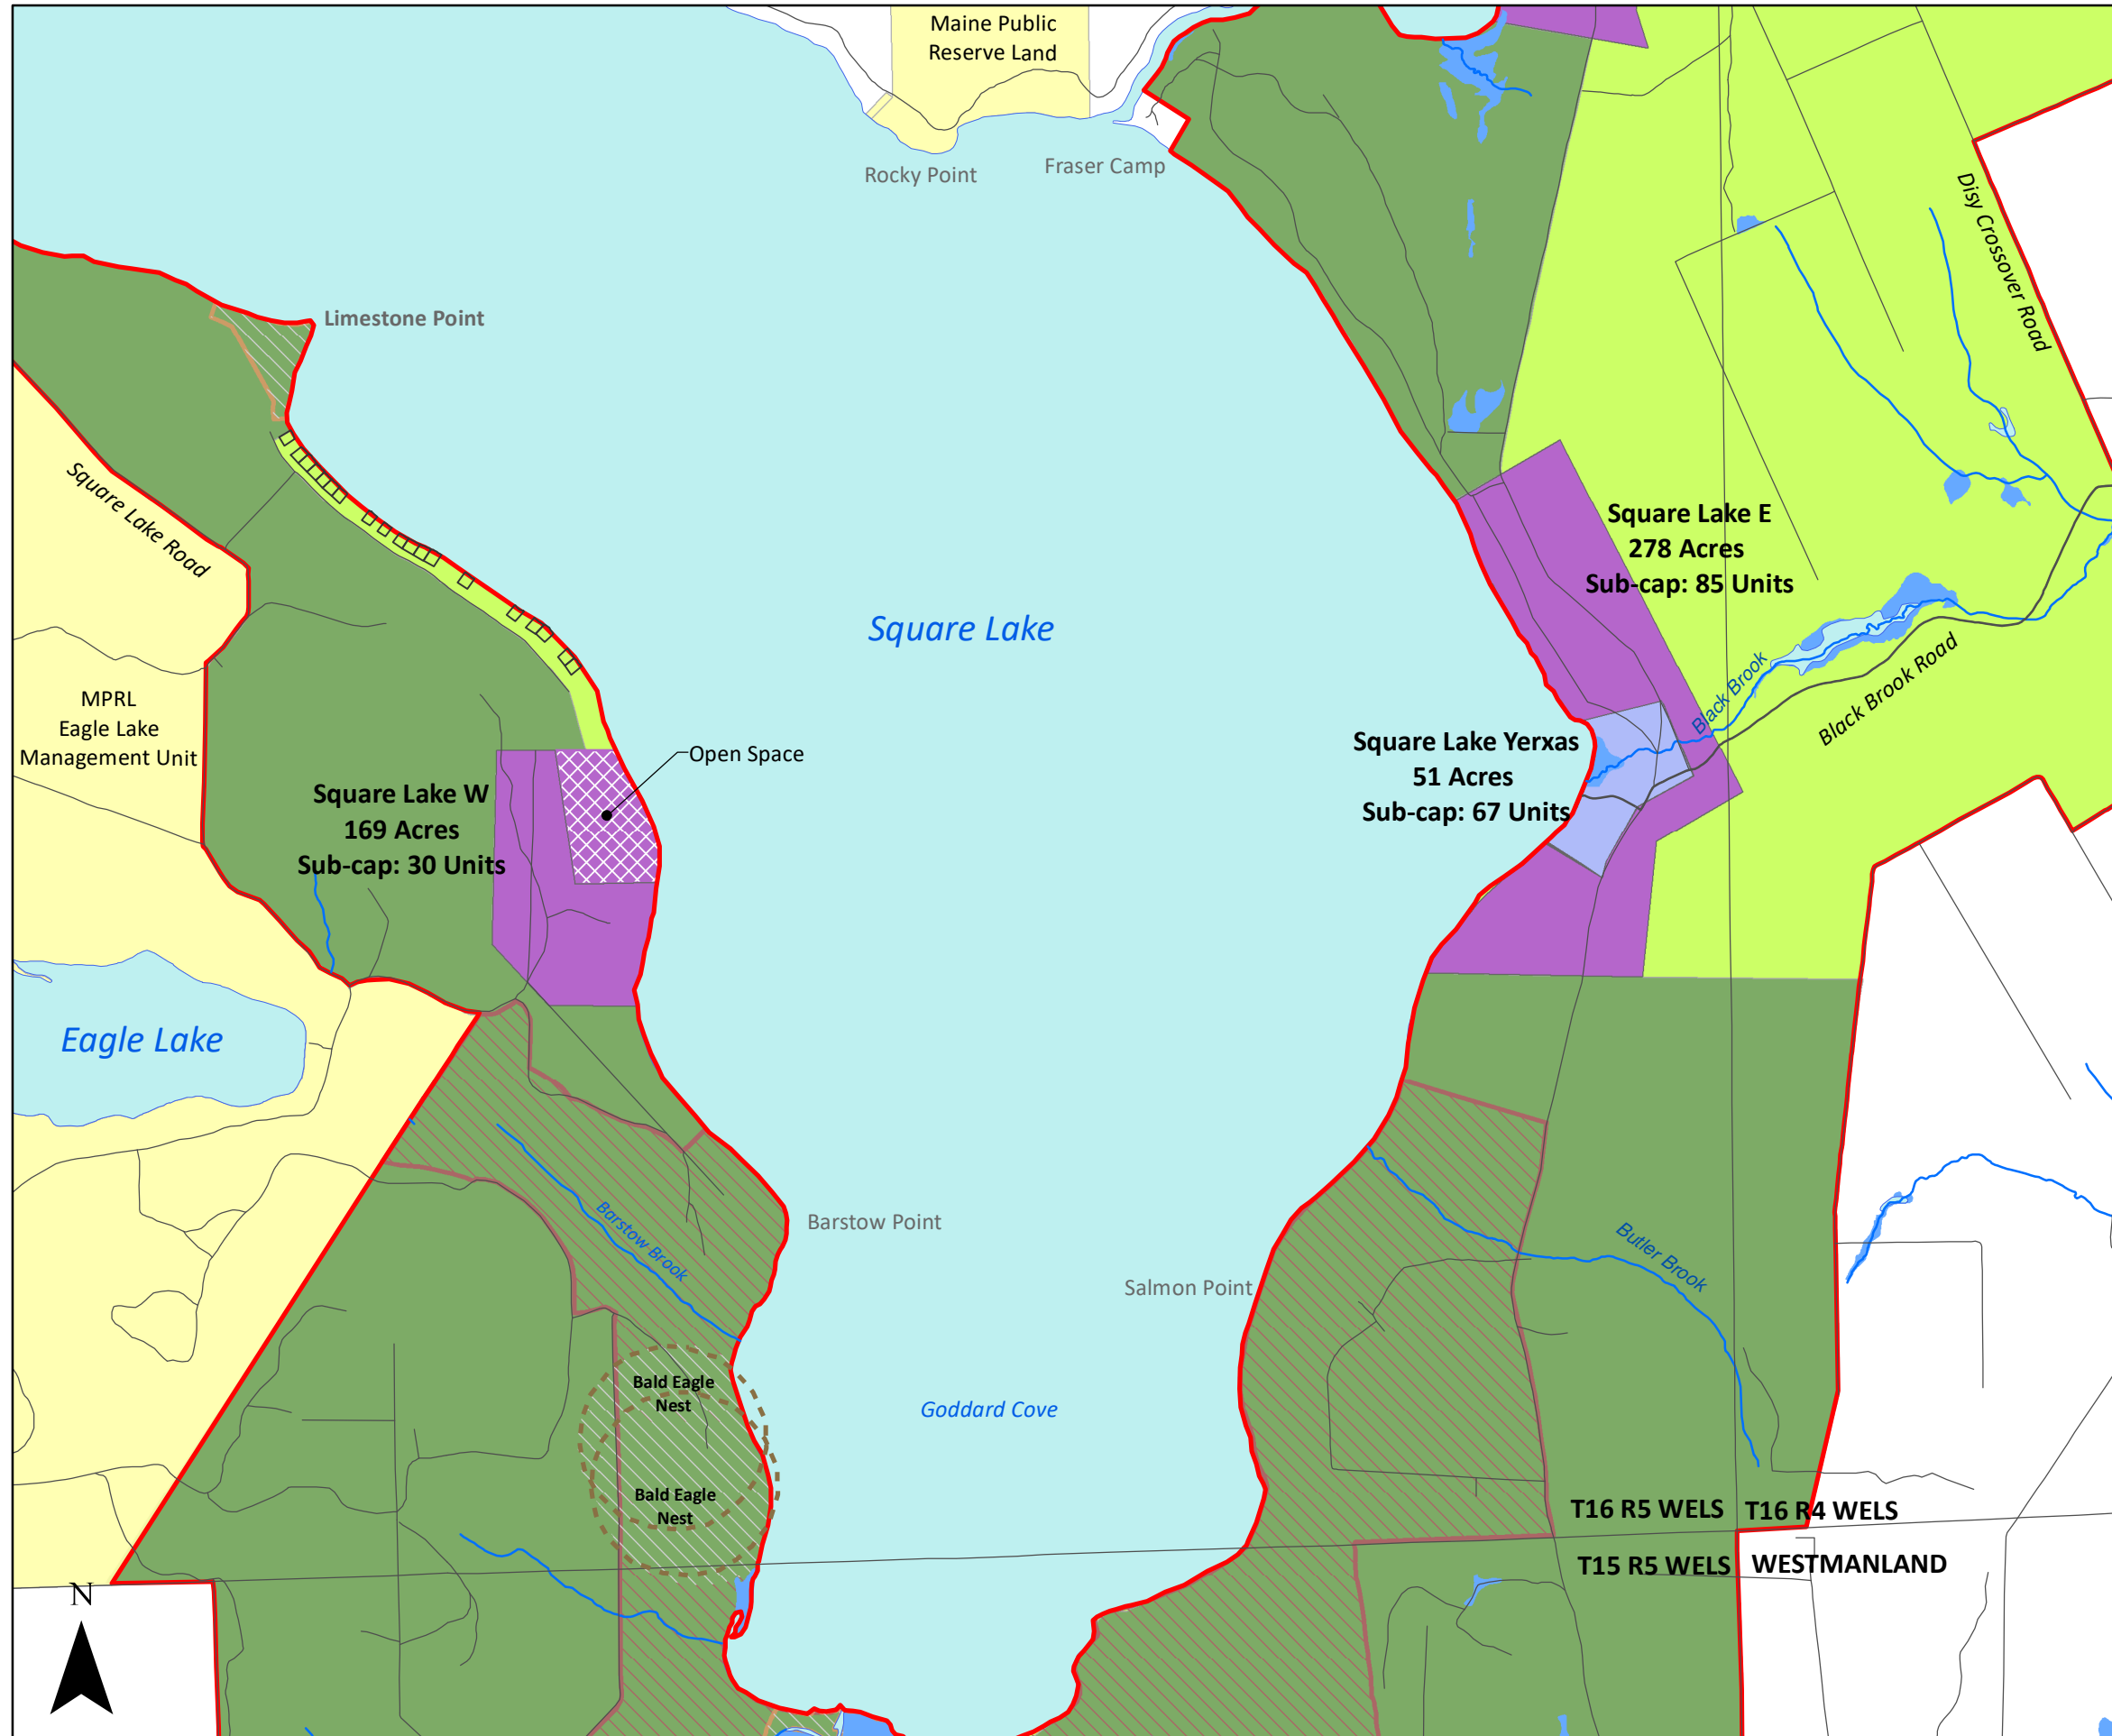 Maine Public
Reserve Land
Rocky Point
Fraser Camp
Disy Crossover Road
Limestone Point
Square Lake Road
Square Lake E
278 Acres
Sub-cap: 85 Units
Square Lake
Black Brook
Black Brook Road
MPRL
Eagle Lake
Management Unit
Open Space
Square Lake Yerxas
51 Acres
Sub-cap: 67 Units
Square Lake W
169 Acres
Sub-cap: 30 Units
Eagle Lake
Barstow Brook
Barstow Point
Salmon Point
Butler Brook
Bald Eagle
Nest
Goddard Cove
Bald Eagle
Nest
T16 R5 WELS
T16 R4 WELS
T15 R5 WELS
WESTMANLAND
N